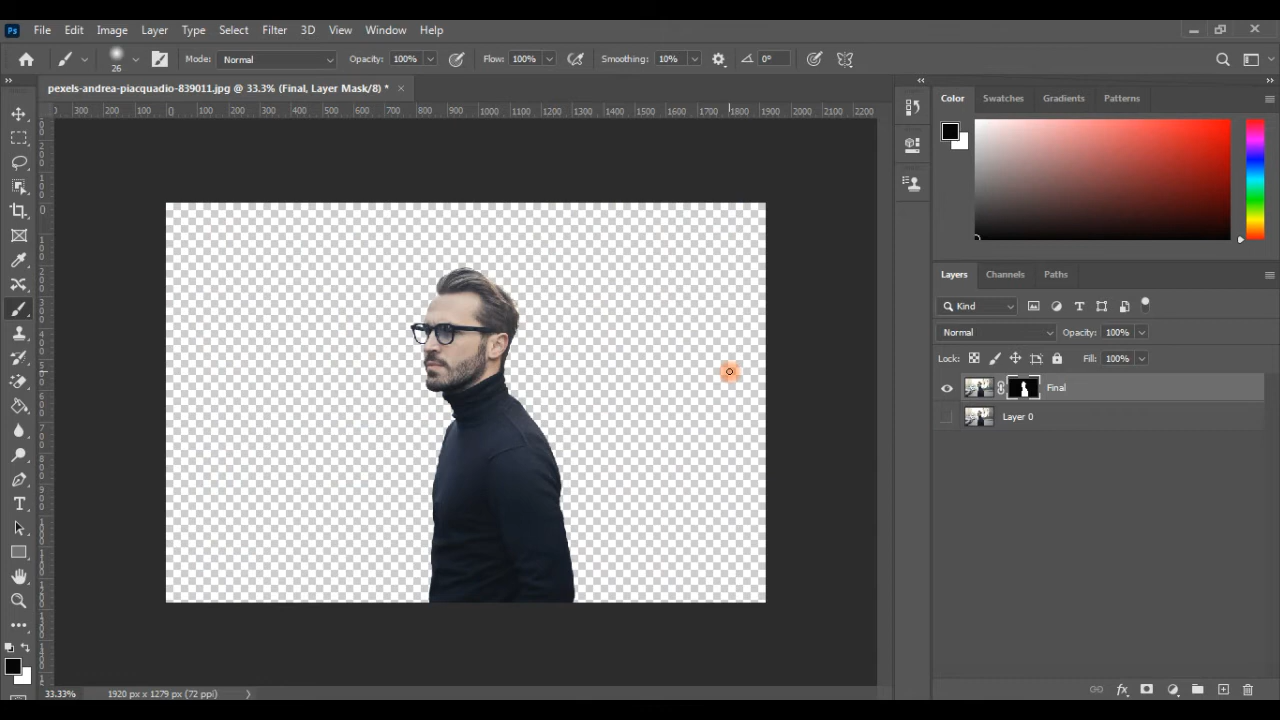 Ps File Edit Image Layer Type Select Filter 3D View Window Help
26 Mode: Normal Opacity: 100% Flow: 100% Smoothing: 10% 0°
pexels-andrea-piacquadio-839011.jpg @ 33.3% (Final, Layer Mask/8) *
300 200 100 0 100 200 300 400 500 600 700 800 900 1000 1100 1200 1300 1400 1500 1600 1700 1800 1900 2000 2100 2200
Color Swatches Gradients Patterns
Layers Channels Paths
Kind
Normal Opacity: 100%
Lock: Fill: 100%
Final
Layer 0
33.33% 1920 px x 1279 px (72 ppi)